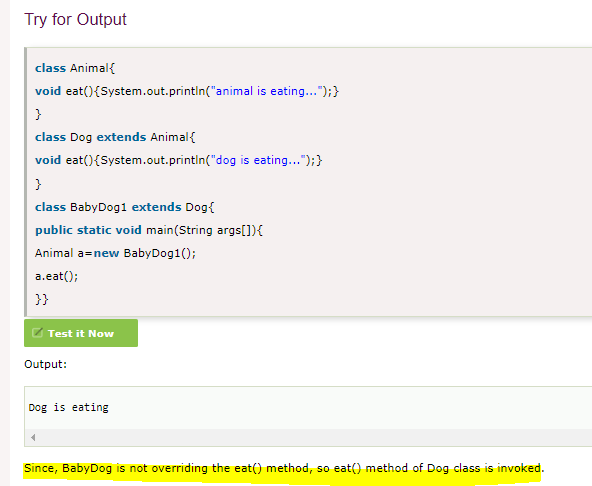 Try for Output
class Animal{
void eat(){System.out.println("animal is eating...");}
}
class Dog extends Animal{
void eat(){System.out.println("dog is eating...");}
}
class BabyDog1 extends Dog{
public static void main(String args[]){
Animal a=new BabyDog1();
a.eat();
}}
Test it Now
Output:
Dog is eating
Since, BabyDog is not overriding the eat() method, so eat() method of Dog class is invoked.